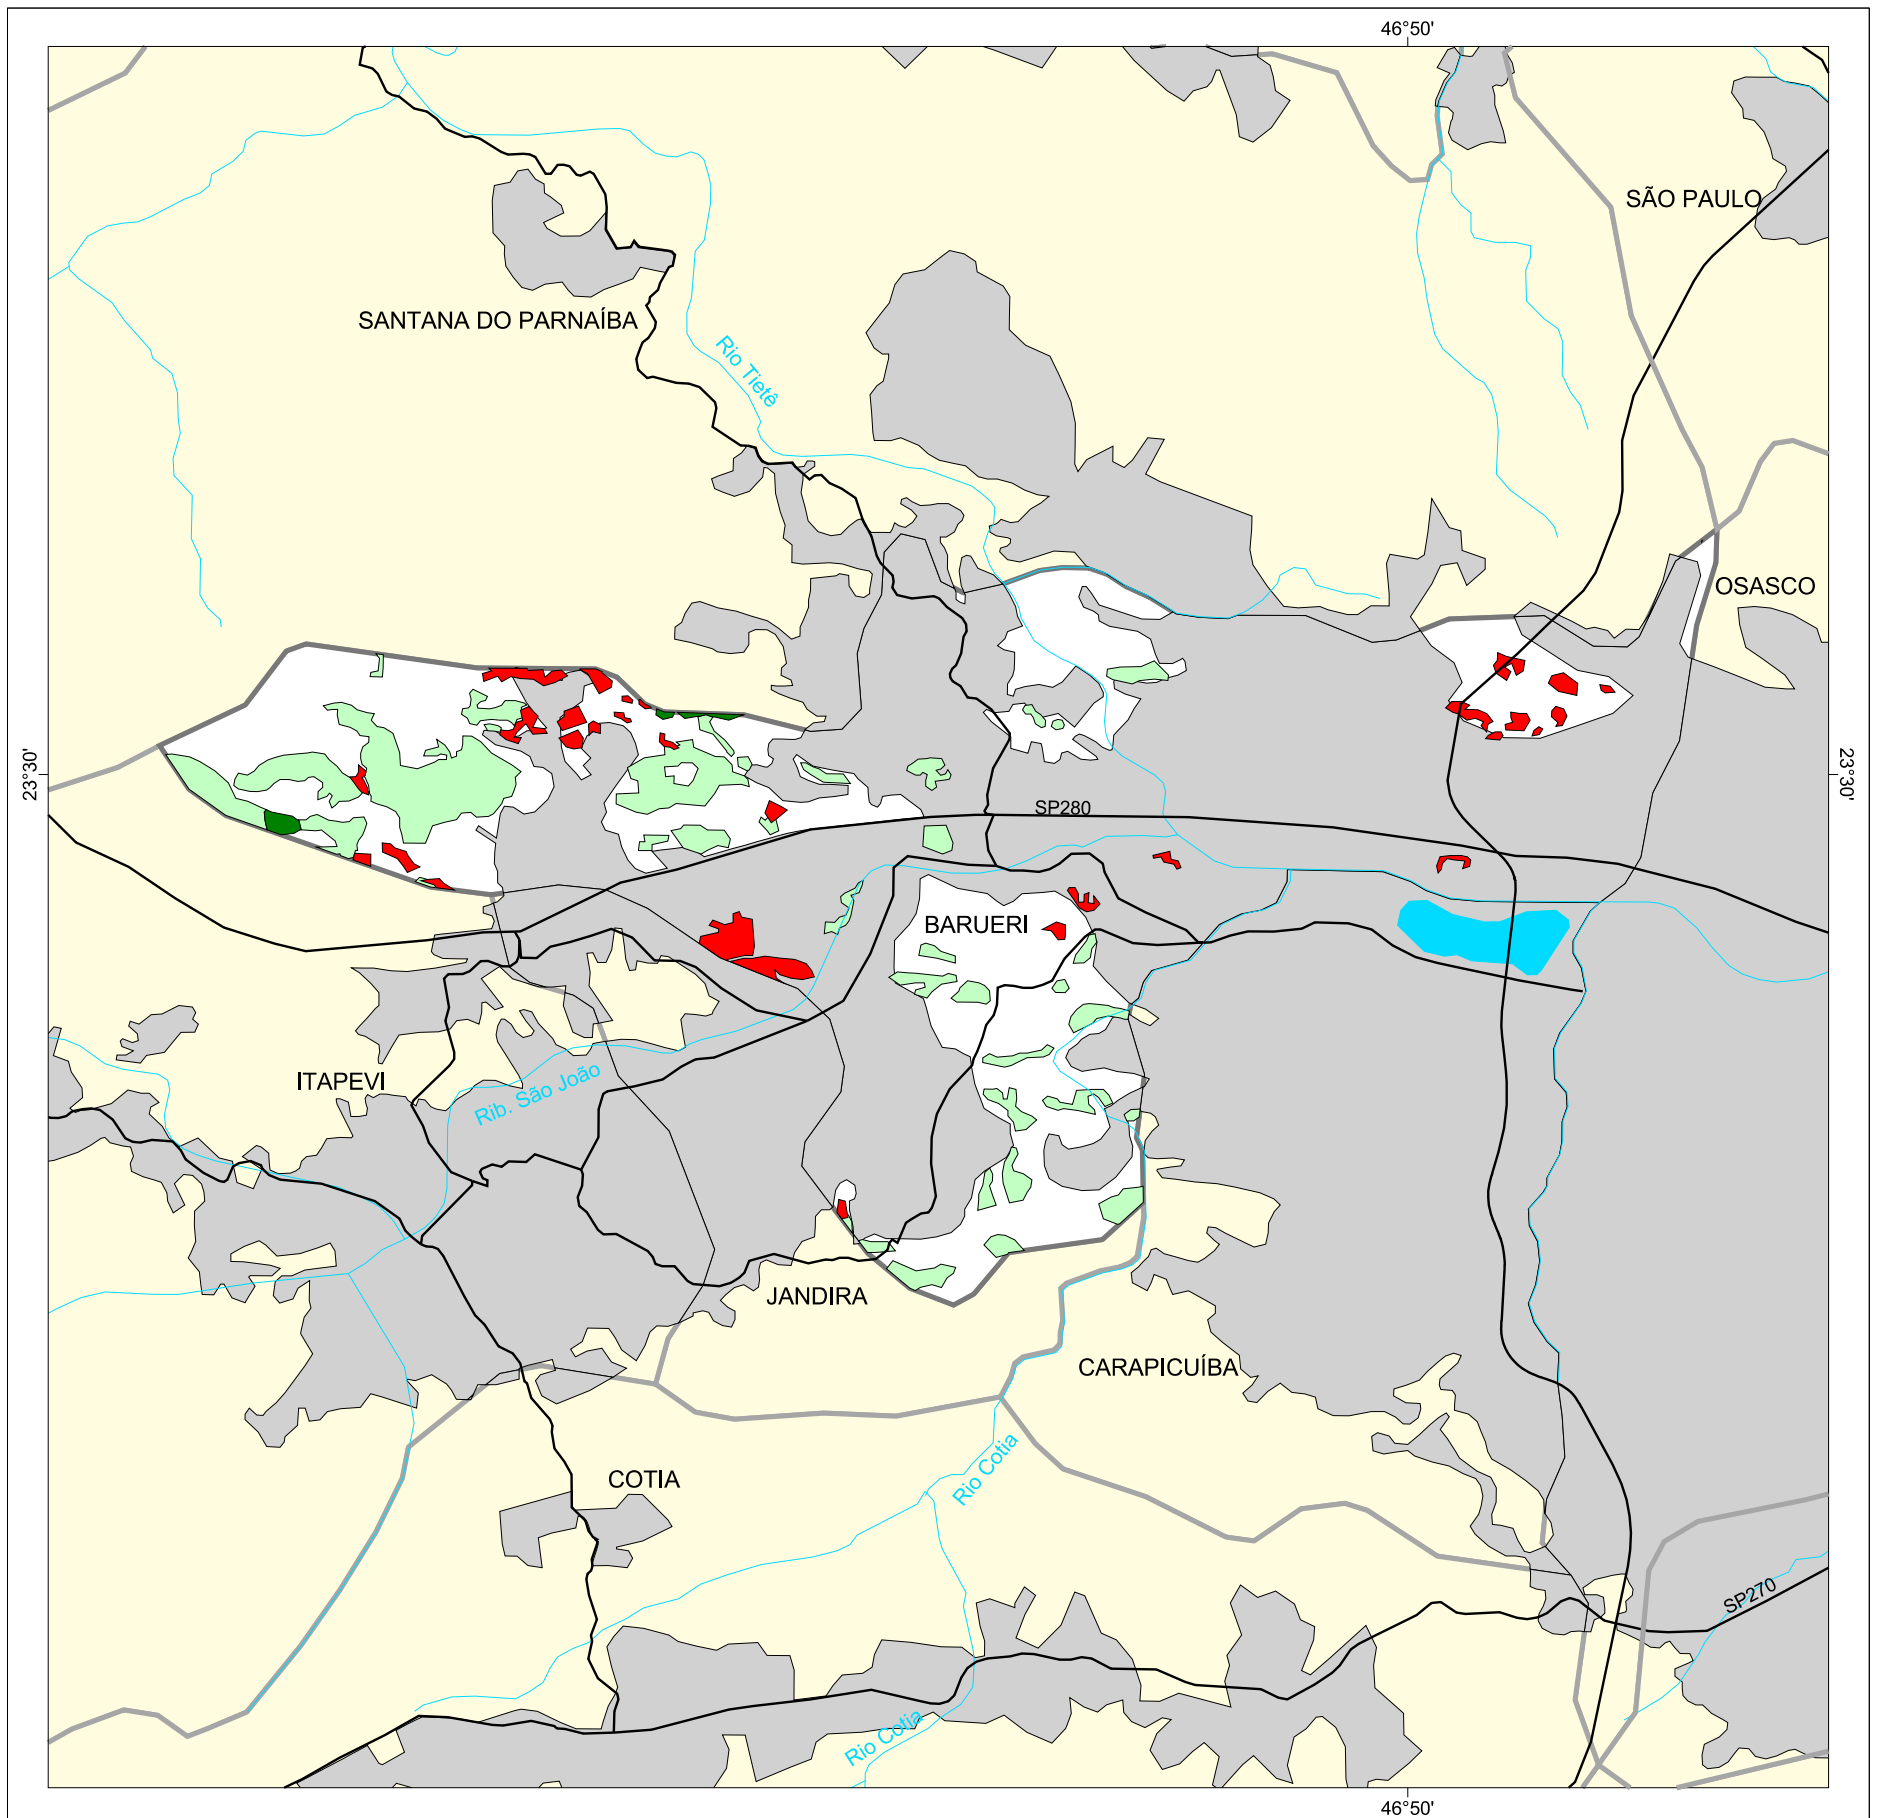 46°50'
SÃO PAULO
SANTANA DO PARNAÍBA
Rio Tietê
OSASCO
23°30'
23°30'
SP280
BARUERI
ITAPEVI
Rib. São João
JANDIRA
CARAPICUÍBA
Rio Cotia
COTIA
SP270
Rio Cotia
46°50'